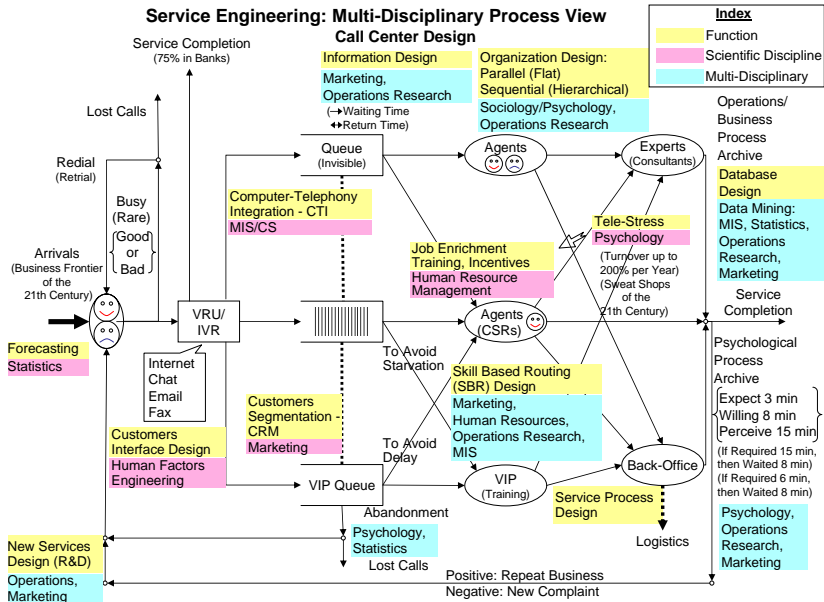 Service Engineering: Multi-Disciplinary Process View
Call Center Design
Index
Function
Scientific Discipline
Multi-Disciplinary
Service Completion
(75% in Banks)
Information Design
Marketing,
Operations Research
(→Waiting Time
↔Return Time)
Organization Design:
Parallel (Flat)
Sequential (Hierarchical)
Sociology/Psychology,
Operations Research
Operations/
Business
Process
Archive
Database
Design
Data Mining:
MIS, Statistics,
Operations
Research,
Marketing
Lost Calls
Redial
(Retrial)
Busy
(Rare)
Good
or
Bad
Queue
(Invisible)
Agents
Experts
(Consultants)
Computer-Telephony
Integration - CTI
MIS/CS
Tele-Stress
Psychology
(Turnover up to
200% per Year)
(Sweat Shops
of the
21th Century)
Job Enrichment
Training, Incentives
Human Resource
Management
Arrivals
(Business Frontier
of the
21th Century)
Forecasting
Statistics
VRU/
IVR
Internet
Chat
Email
Fax
Agents
(CSRs)
Service
Completion
To Avoid
Starvation
Skill Based Routing
(SBR) Design
Marketing,
Human Resources,
Operations Research,
MIS
Psychological
Process
Archive
Expect 3 min
Willing 8 min
Perceive 15 min
(If Required 15 min,
then Waited 8 min)
(If Required 6 min,
then Waited 8 min)
Psychology,
Operations
Research,
Marketing
Customers
Segmentation -
CRM
Marketing
Customers
Interface Design
Human Factors
Engineering
To Avoid
Delay
VIP Queue
VIP
(Training)
Back-Office
Abandonment
Psychology,
Statistics
Lost Calls
Service Process
Design
Logistics
New Services
Design (R&D)
Operations,
Marketing
Positive: Repeat Business
Negative: New Complaint